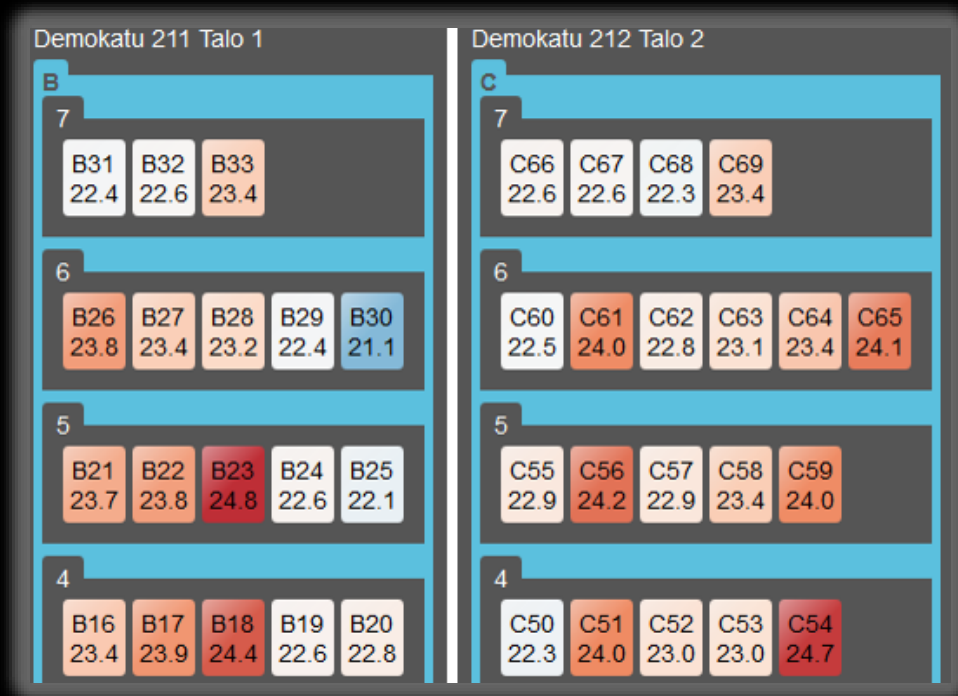 Demokatu 211 Talo 1
B
7
B31 B32 B33
22.4 22.6 23.4
6
B26 B27 B28 B29 B30
23.8 23.4 23.2 22.4 21.1
5
B21 B22 B23 B24 B25
23.7 23.8 24.8 22.6 22.1
4
B16 B17 B18 B19 B20
23.4 23.9 24.4 22.6 22.8
Demokatu 212 Talo 2
C
7
C66 C67 C68 C69
22.6 22.6 22.3 23.4
6
C60 C61 C62 C63 C64 C65
22.5 24.0 22.8 23.1 23.4 24.1
5
C55 C56 C57 C58 C59
22.9 24.2 22.9 23.4 24.0
4
C50 C51 C52 C53 C54
22.3 24.0 23.0 23.0 24.7